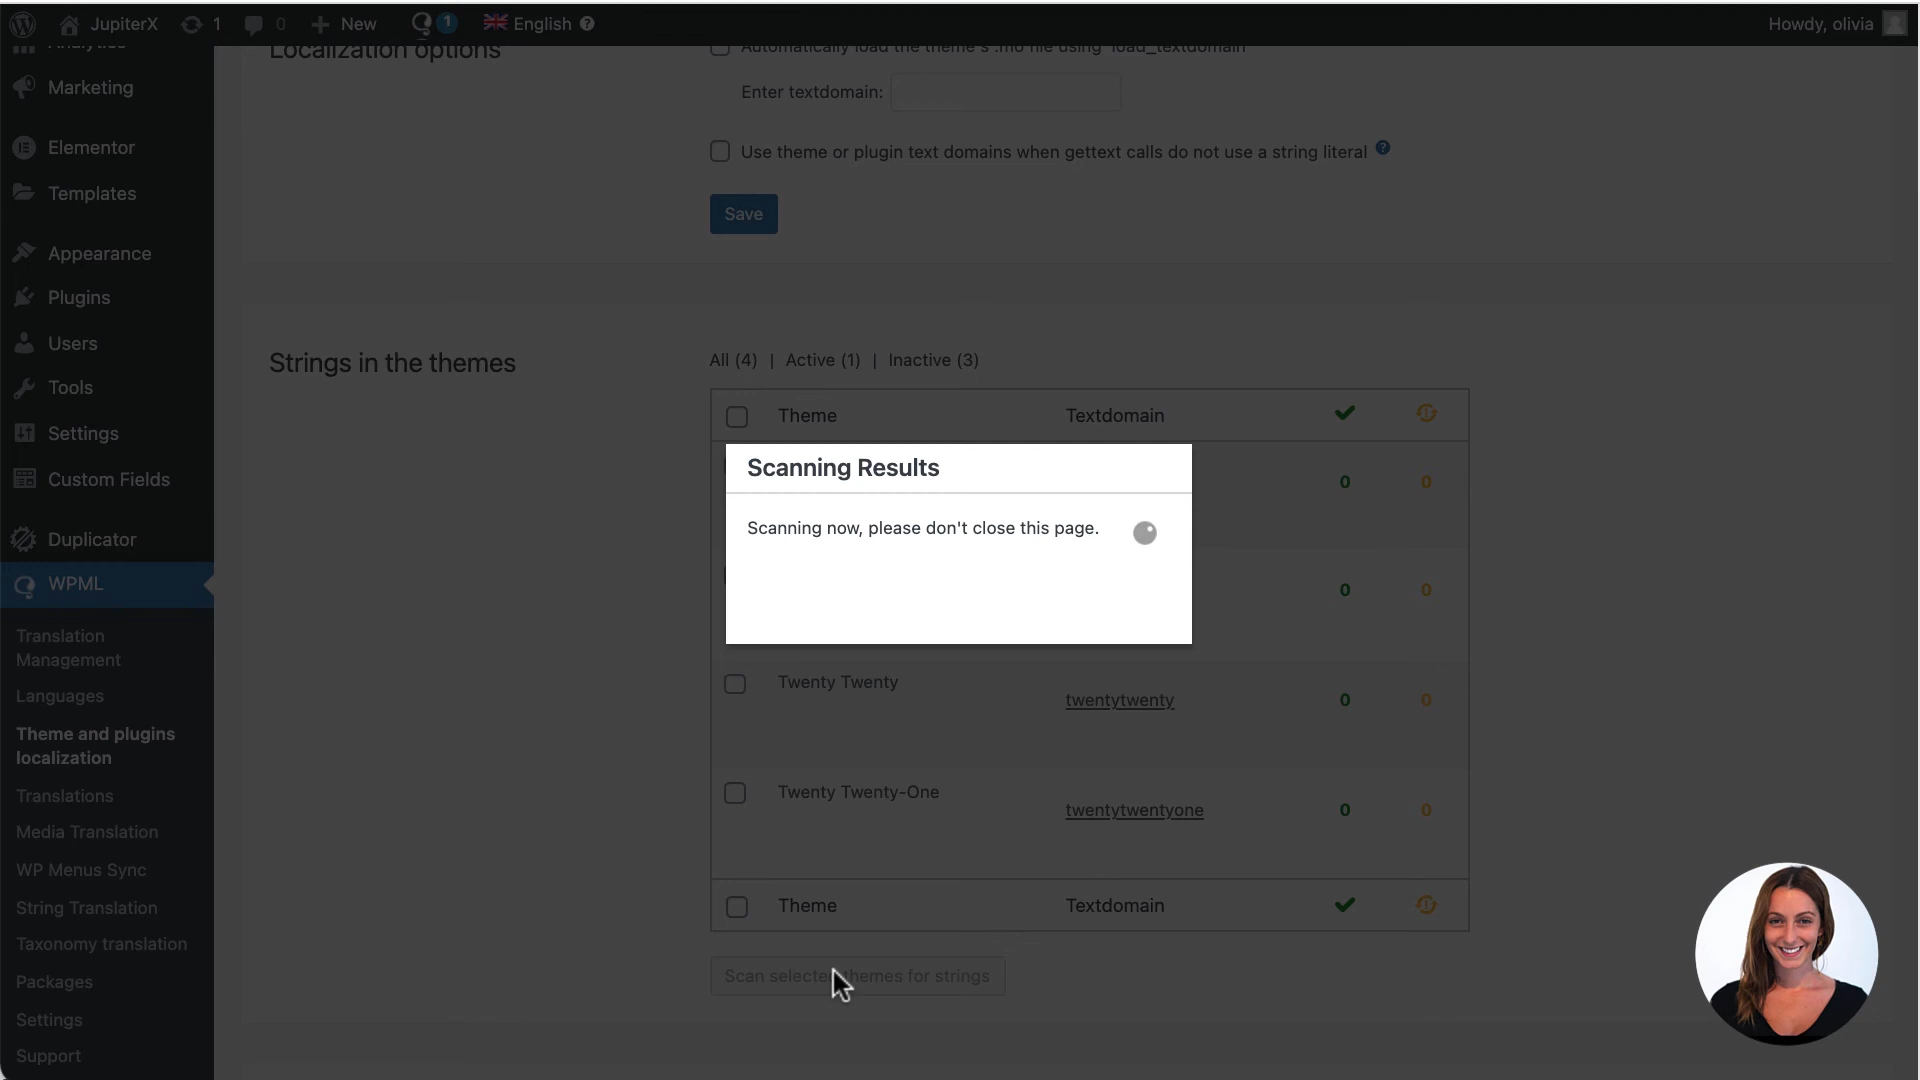 JupiterX
1
0
New
1
English
Howdy, olivia
Analytics
Marketing
Elementor
Templates
Appearance
Plugins
Users
Tools
Settings
Custom Fields
Duplicator
WPML
Translation
Management
Languages
Theme and plugins
localization
Translations
Media Translation
WP Menus Sync
String Translation
Taxonomy translation
Packages
Settings
Support
Localization options
Automatically load the theme's .mo file using 'load_textdomain'
Enter textdomain:
Use theme or plugin text domains when gettext calls do not use a string literal ?
Save
Strings in the themes
All (4) | Active (1) | Inactive (3)
Theme Textdomain
0 0
Scanning Results
Scanning now, please don't close this page.
0 0
Twenty Twenty
twentytwenty 0 0
Twenty Twenty-One
twentytwentyone 0 0
Theme Textdomain
Scan selected themes for strings